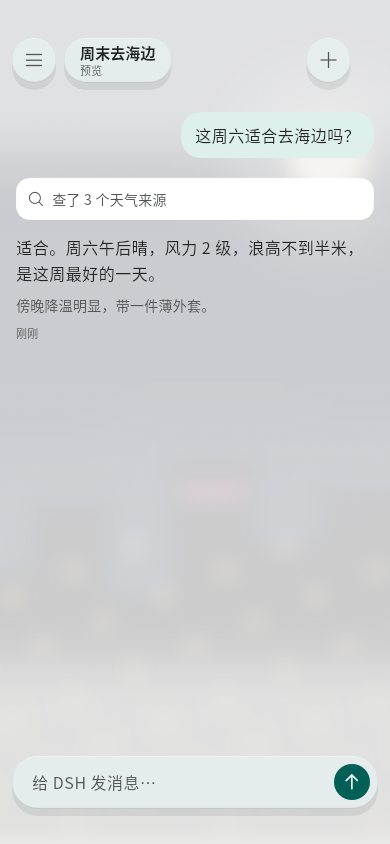 周末去海边
预览
这周六适合去海边吗？
查了 3 个天气来源
适合。周六午后晴，风力 2 级，浪高不到半米，
是这周最好的一天。
傍晚降温明显，带一件薄外套。
刚刚
给 DSH 发消息…